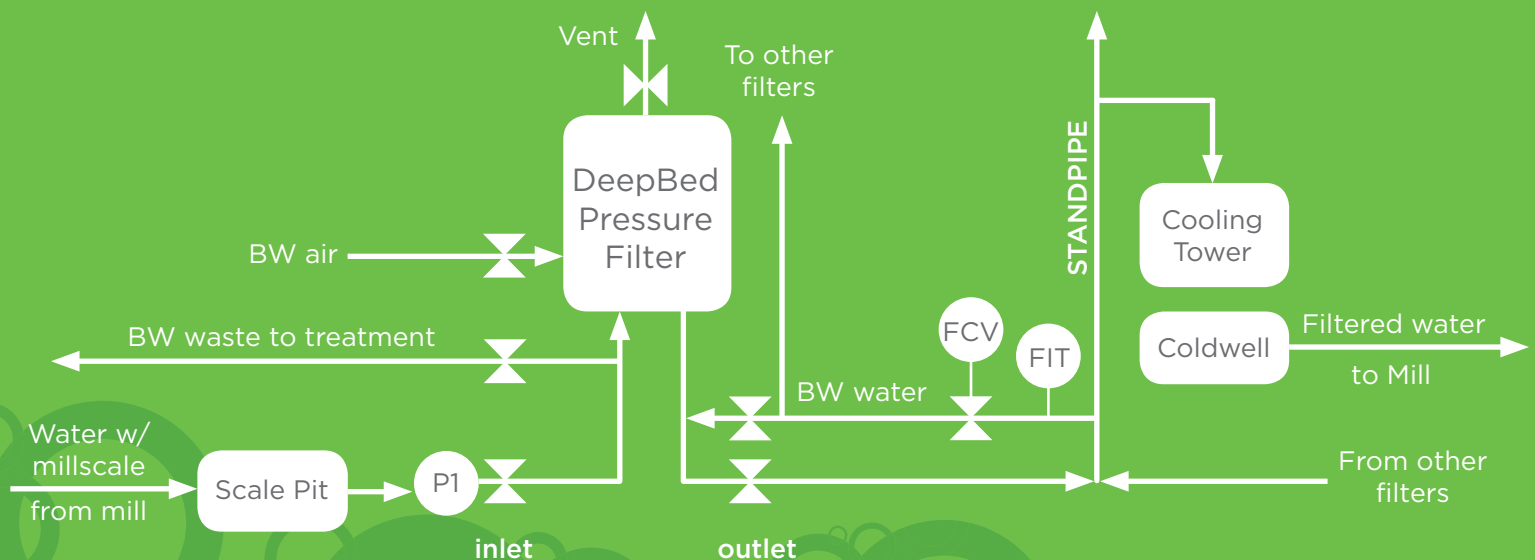 Vent
To other
filters
STANDPIPE
DeepBed
Pressure
Filter
Cooling
Tower
BW air
BW waste to treatment
FCV
FIT
Coldwell
Filtered water
to Mill
BW water
Water w/
millscale
from mill
Scale Pit
P1
From other
filters
inlet
outlet